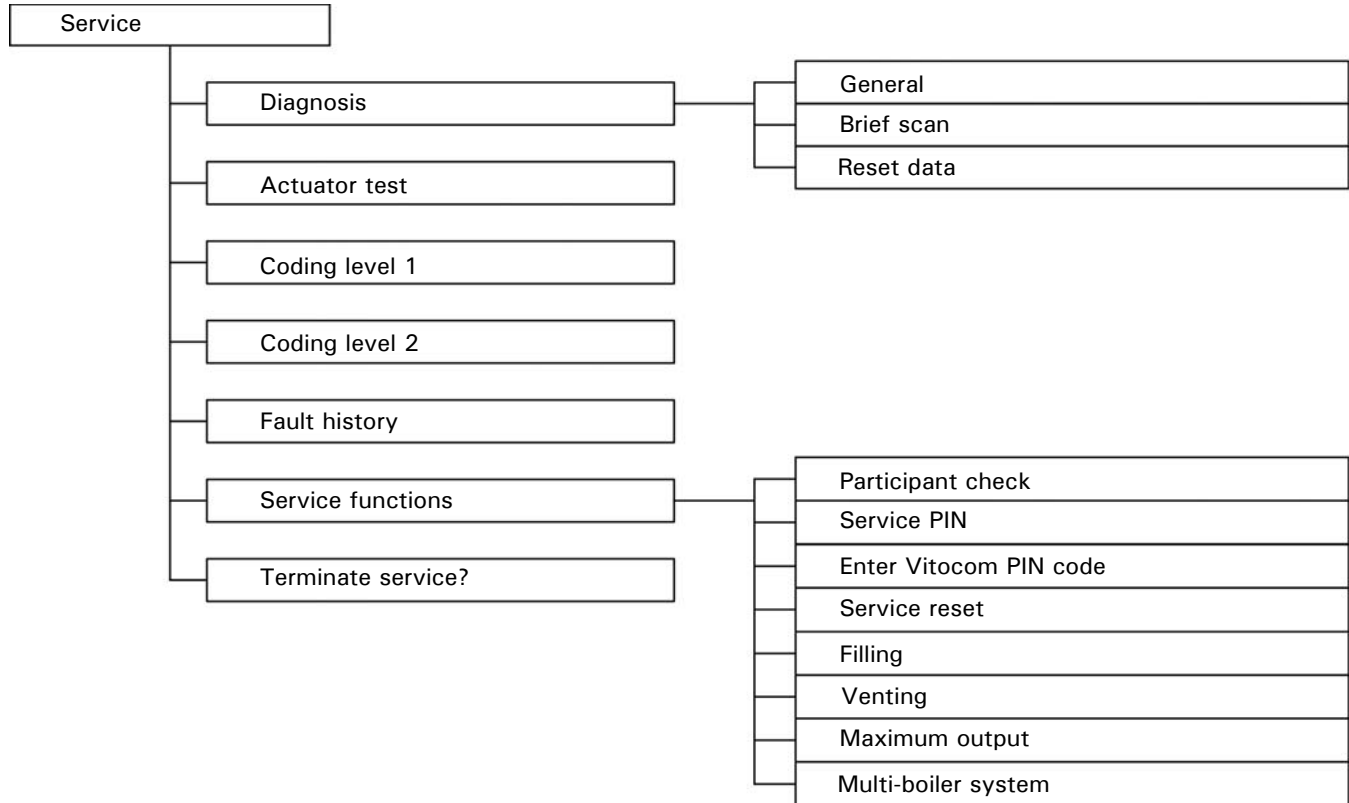 Service
Diagnosis
General
Brief scan
Reset data
Actuator test
Coding level 1
Coding level 2
Fault history
Service functions
Participant check
Service PIN
Enter Vitocom PIN code
Service reset
Filling
Venting
Maximum output
Multi-boiler system
Terminate service?